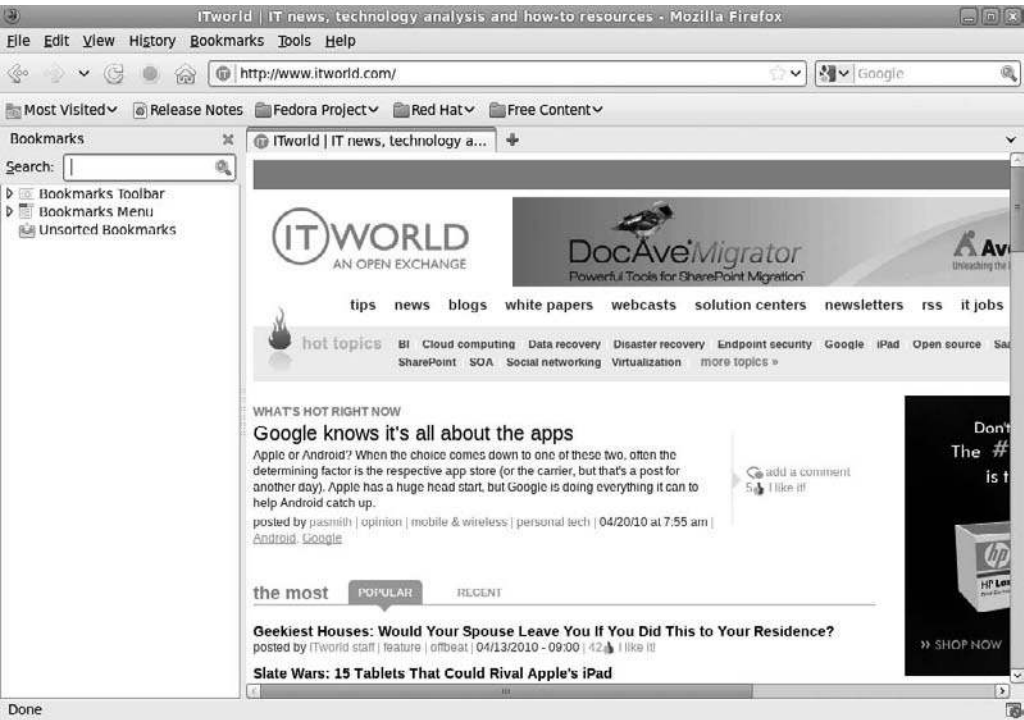 ITworld | IT news, technology analysis and how-to resources - Mozilla Firefox
File Edit View History Bookmarks Tools Help
http://www.itworld.com/
Google
Most Visited Release Notes Fedora Project Red Hat Free Content
Bookmarks
ITworld | IT news, technology a...
Search:
Bookmarks Toolbar
Bookmarks Menu
Unsorted Bookmarks
IT WORLD
AN OPEN EXCHANGE
DocAve Migrator
Powerful Tools for SharePoint Migration
Av
Unleashing the
tips news blogs white papers webcasts solution centers newsletters rss it jobs
hot topics BI Cloud computing Data recovery Disaster recovery Endpoint security Google iPad Open source Saa
SharePoint SOA Social networking Virtualization more topics »
WHAT'S HOT RIGHT NOW
Google knows it's all about the apps
Apple or Android? When the choice comes down to one of these two, often the
determining factor is the respective app store (or the carrier, but that's a post for
another day). Apple has a huge head start, but Google is doing everything it can to
help Android catch up.
posted by pasmith | opinion | mobile & wireless | personal tech | 04/20/10 at 7:55 am |
Android, Google
add a comment
5 I like it!
Don't
The #
is t
hp
HP Las
» SHOP NOW
the most POPULAR RECENT
Geekiest Houses: Would Your Spouse Leave You If You Did This to Your Residence?
posted by ITworld staff | feature | offbeat | 04/13/2010 - 09:00 | 42 I like it!
Slate Wars: 15 Tablets That Could Rival Apple's iPad
Done